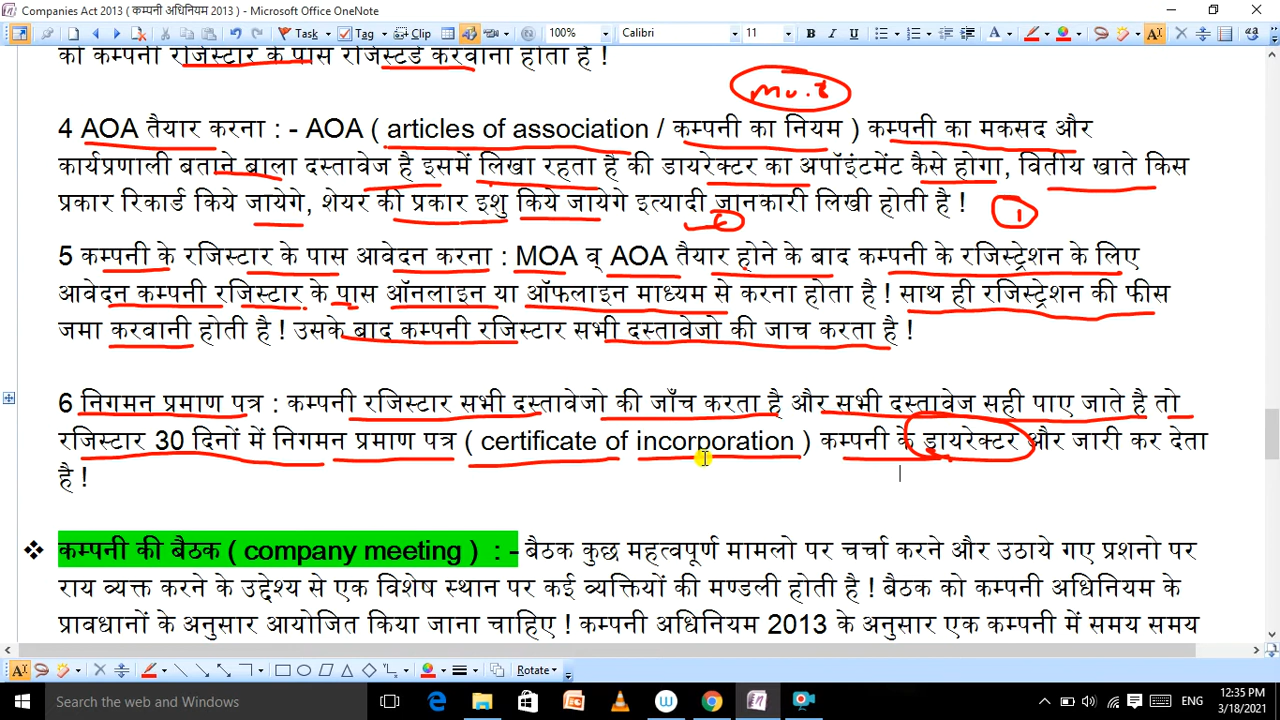 Companies Act 2013 ( कम्पनी अधिनियम 2013 ) - Microsoft Office OneNote
Task Tag Clip 100% Calibri 11 B I U
को कम्पनी रजिस्टार के पास रजिस्टर्ड करवाना होता है !
4 AOA तैयार करना : - AOA ( articles of association / कम्पनी का नियम ) कम्पनी का मकसद और
कार्यप्रणाली बताने बाला दस्तावेज है इसमें लिखा रहता है की डायरेक्टर का अपॉइंटमेंट कैसे होगा, वितीय खाते किस
प्रकार रिकार्ड किये जायेगे, शेयर की प्रकार इशु किये जायेगे इत्यादी जानकारी लिखी होती है !
1
5 कम्पनी के रजिस्टार के पास आवेदन करना : MOA व् AOA तैयार होने के बाद कम्पनी के रजिस्ट्रेशन के लिए
आवेदन कम्पनी रजिस्टार के पास ऑनलाइन या ऑफलाइन माध्यम से करना होता है ! साथ ही रजिस्ट्रेशन की फीस
जमा करवानी होती है ! उसके बाद कम्पनी रजिस्टार सभी दस्तावेजो की जाच करता है !
6 निगमन प्रमाण पत्र : कम्पनी रजिस्टार सभी दस्तावेजो की जाँच करता है और सभी दस्तावेज सही पाए जाते है तो
रजिस्टार 30 दिनों में निगमन प्रमाण पत्र ( certificate of incorporation ) कम्पनी के डायरेक्टर और जारी कर देता
है !
❖ कम्पनी की बैठक ( company meeting ) : - बैठक कुछ महत्वपूर्ण मामलो पर चर्चा करने और उठाये गए प्रशनो पर
राय व्यक्त करने के उद्देश्य से एक विशेष स्थान पर कई व्यक्तियों की मण्डली होती है ! बैठक को कम्पनी अधिनियम के
प्रावधानों के अनुसार आयोजित किया जाना चाहिए ! कम्पनी अधिनियम 2013 के अनुसार एक कम्पनी में समय समय
Rotate
Search the web and Windows
ENG
12:35 PM
3/18/2021